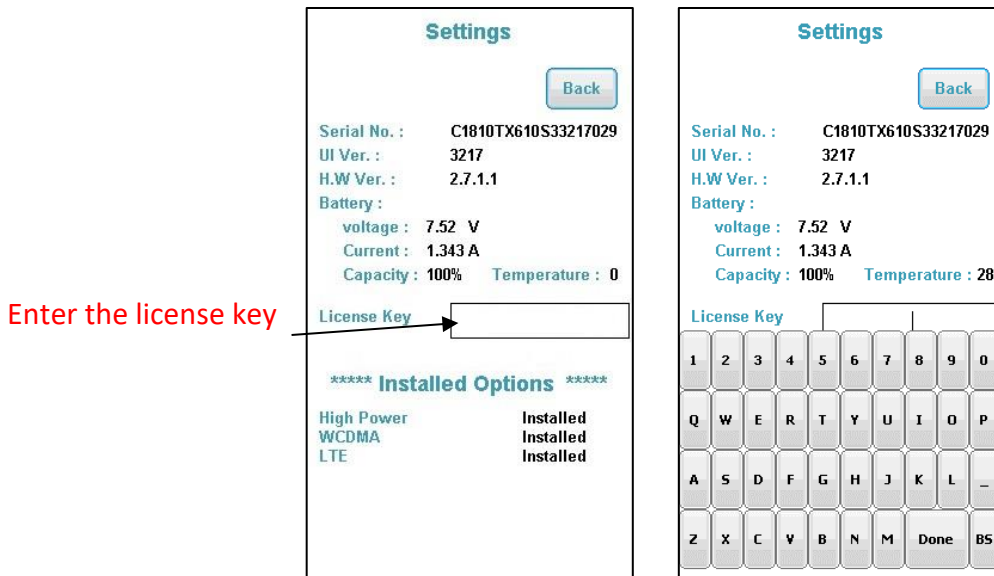 Settings
Back
Serial No. : C1810TX610S33217029
UI Ver. : 3217
H.W Ver. : 2.7.1.1
Battery :
voltage : 7.52 V
Current : 1.343 A
Capacity : 100% Temperature : 0
Enter the license key
License Key
***** Installed Options *****
High Power Installed
WCDMA Installed
LTE Installed
Settings
Back
Serial No. : C1810TX610S33217029
UI Ver. : 3217
H.W Ver. : 2.7.1.1
Battery :
voltage : 7.52 V
Current : 1.343 A
Capacity : 100% Temperature : 28
License Key
1 2 3 4 5 6 7 8 9 0
Q W E R T Y U I O P
A S D F G H J K L _
Z X C V B N M Done BS